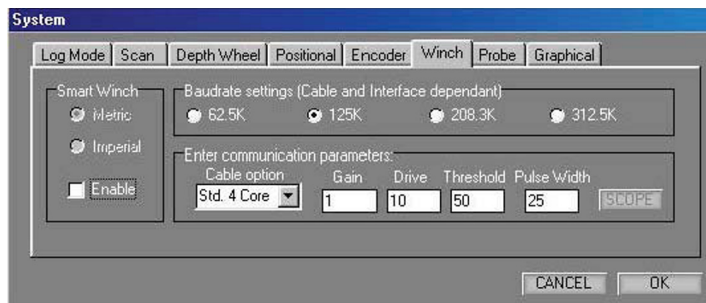 System
Log Mode Scan Depth Wheel Positional Encoder Winch Probe Graphical
Smart Winch
Metric
Imperial
Enable
Baudrate settings (Cable and Interface dependant)
62.5K 125K 208.3K 312.5K
Enter communication parameters:
Cable option Gain Drive Threshold Pulse Width
Std. 4 Core 1 10 50 25 SCOPE
CANCEL OK